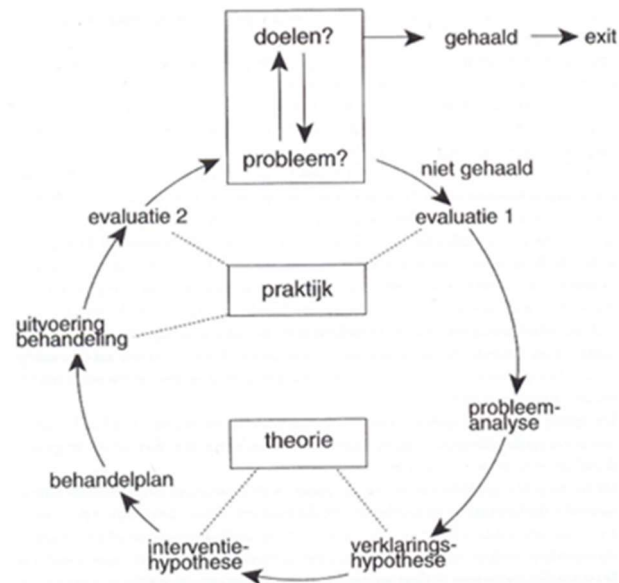 doelen?
gehaald
exit
probleem?
niet gehaald
evaluatie 2
evaluatie 1
praktijk
uitvoering
behandeling
probleem-
analyse
theorie
behandelplan
interventie-
hypothese
verklarings-
hypothese